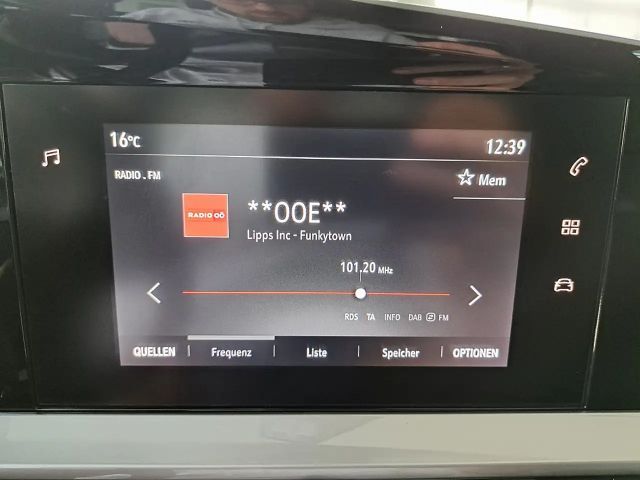 16°C
12:39
RADIO . FM
Mem
RADIO OÖ
**OOE**
Lipps Inc - Funkytown
101.20 MHz
RDS TA INFO DAB FM
QUELLEN Frequenz Liste Speicher OPTIONEN